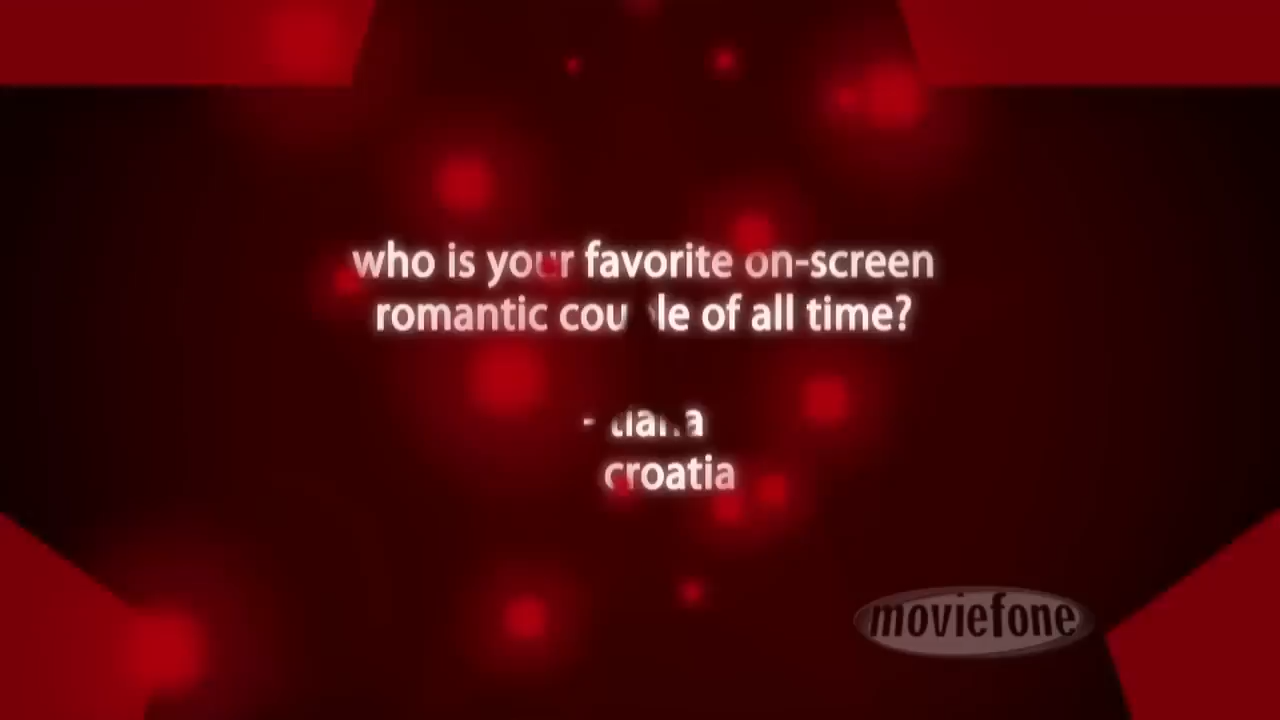 who is your favorite on-screen
romantic couple of all time?
-
croatia
moviefone